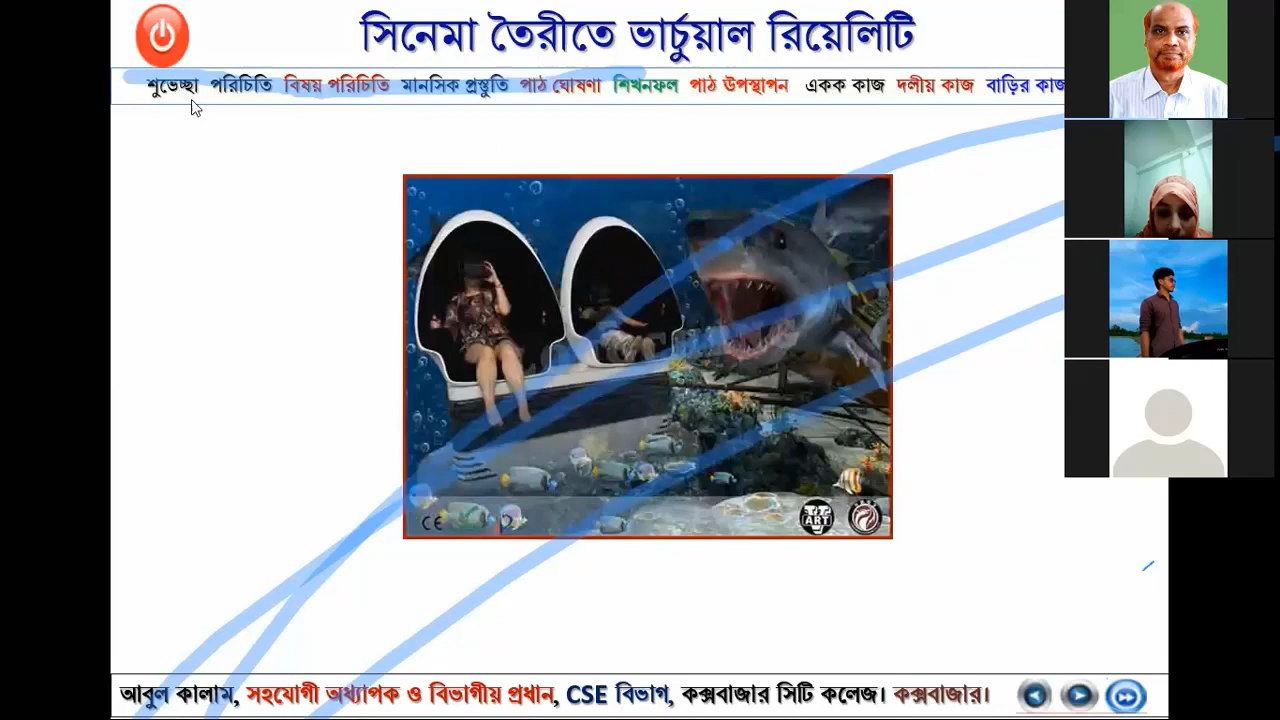 সিনেমা তৈরীতে ভার্চুয়াল রিয়েলিটি
শুভেচ্ছা পরিচিতি বিষয় পরিচিতি মানসিক প্রস্তুতি পাঠ ঘোষণা শিখনফল পাঠ উপস্থাপন একক কাজ দলীয় কাজ বাড়ির কাজ
CE
ART
আবুল কালাম, সহযোগী অধ্যাপক ও বিভাগীয় প্রধান, CSE বিভাগ, কক্সবাজার সিটি কলেজ। কক্সবাজার।